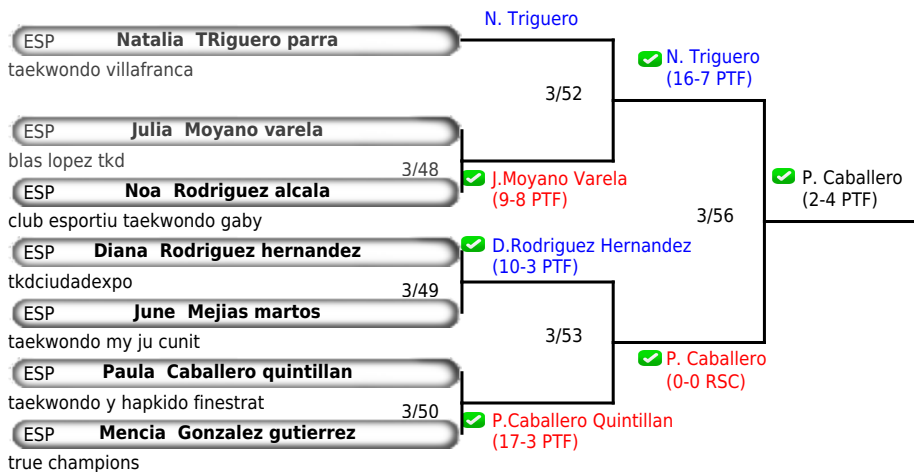 N. Triguero
ESP Natalia TRiguero parra
taekwondo villafranca
N. Triguero
(16-7 PTF)
3/52
ESP Julia Moyano varela
blas lopez tkd
3/48
ESP Noa Rodriguez alcala
club esportiu taekwondo gaby
J.Moyano Varela
(9-8 PTF)
P. Caballero
(2-4 PTF)
3/56
ESP Diana Rodriguez hernandez
tkdciudadexpo
D.Rodriguez Hernandez
(10-3 PTF)
3/49
ESP June Mejias martos
taekwondo my ju cunit
3/53
P. Caballero
(0-0 RSC)
ESP Paula Caballero quintillan
taekwondo y hapkido finestrat
3/50
ESP Mencia Gonzalez gutierrez
true champions
P.Caballero Quintillan
(17-3 PTF)